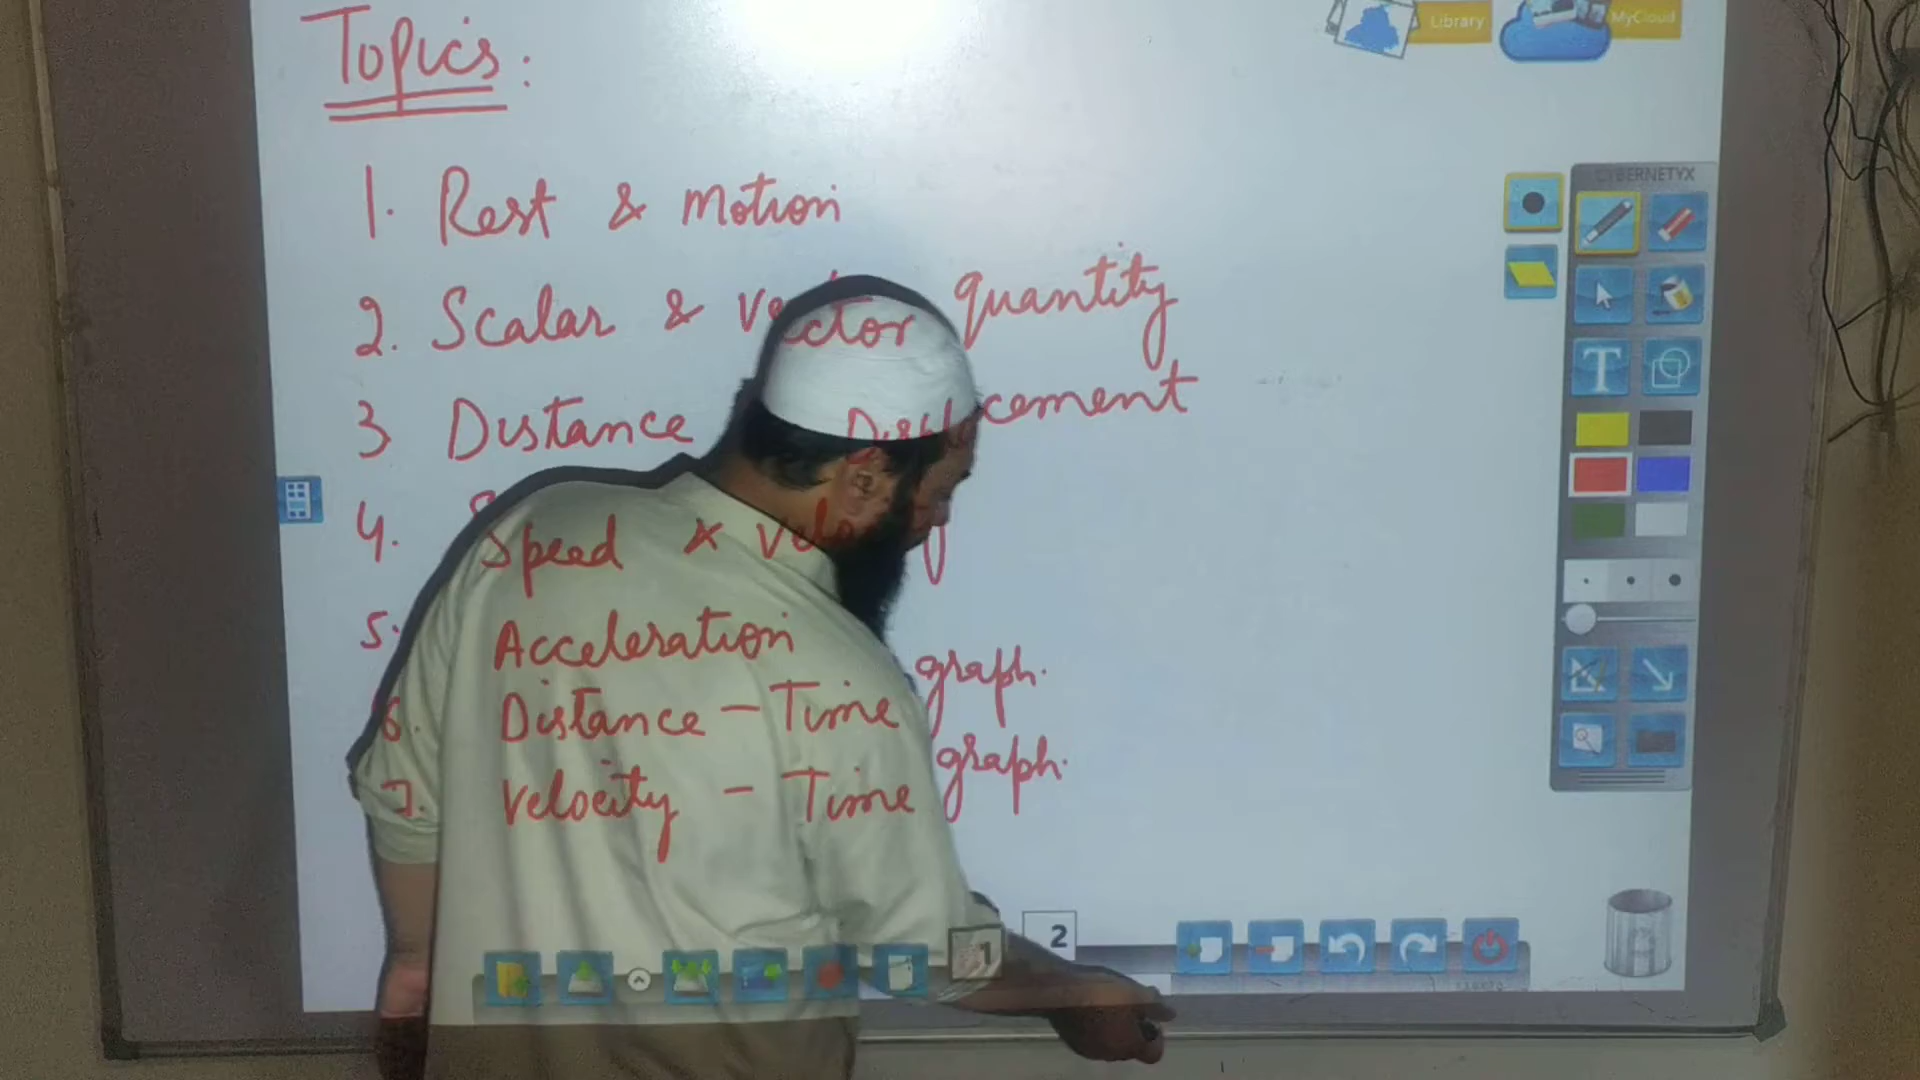 Topics:
Library
MyCloud
CYBERNETYX
1. Rest & Motion
2. Scalar & Vector quantity
3 Distance Displacement
4. Speed &
5. Acceleration
6. Distance - Time graph.
7. Velocity - Time graph.
T
1
2